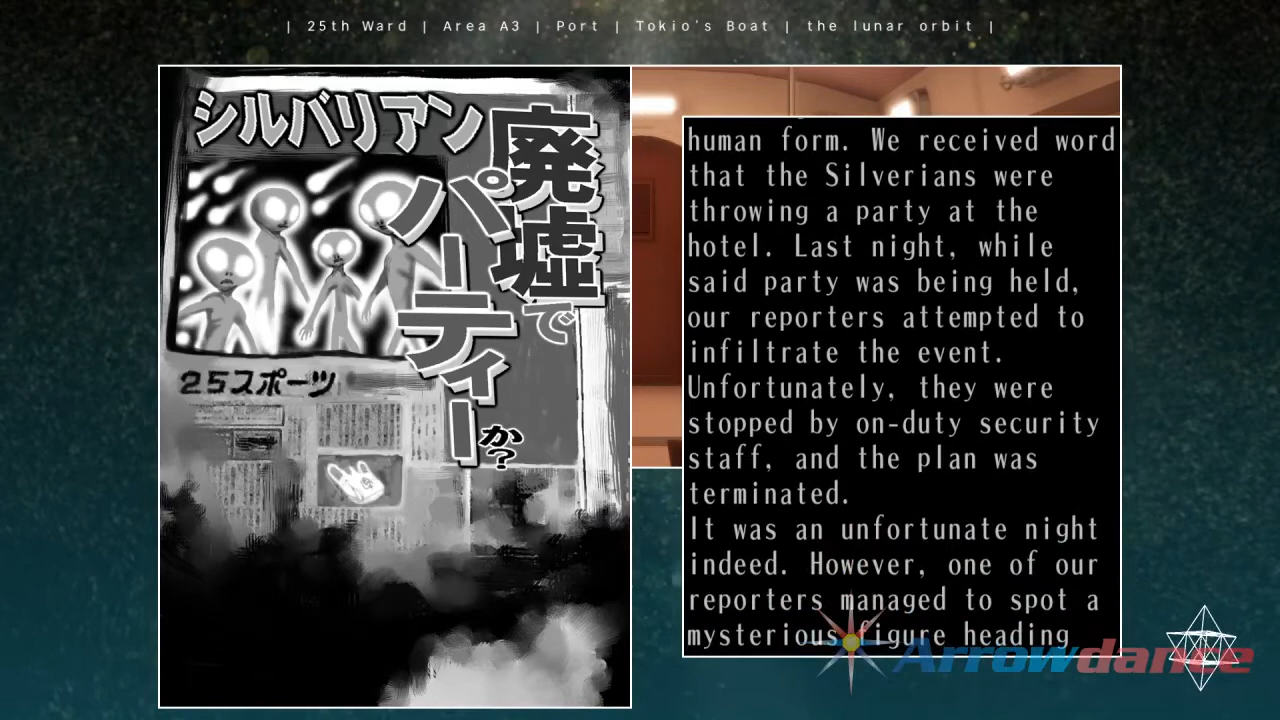 | 25th Ward | Area A3 | Port | Tokio's Boat | the lunar orbit |
シルバリアン
廃墟で
パーティー
か?
25スポーツ
human form. We received word
that the Silverians were
throwing a party at the
hotel. Last night, while
said party was being held,
our reporters attempted to
infiltrate the event.
Unfortunately, they were
stopped by on-duty security
staff, and the plan was
terminated.
It was an unfortunate night
indeed. However, one of our
reporters managed to spot a
mysterious figure heading
Arrowdance